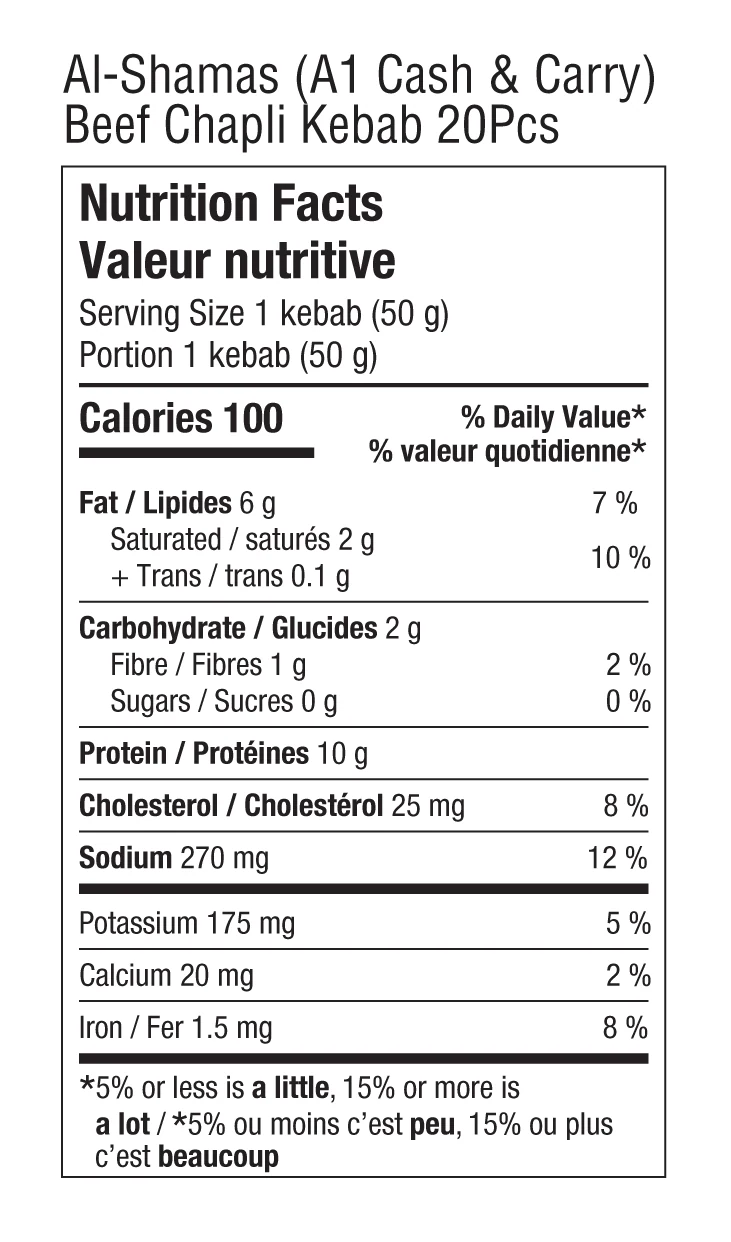 Al-Shamas (A1 Cash & Carry)
Beef Chapli Kebab 20Pcs
Nutrition Facts
Valeur nutritive
Serving Size 1 kebab (50 g)
Portion 1 kebab (50 g)
Calories 100
% Daily Value*
% valeur quotidienne*
Fat / Lipides 6 g 7 %
Saturated / saturés 2 g
+ Trans / trans 0.1 g
10 %
Carbohydrate / Glucides 2 g
Fibre / Fibres 1 g 2 %
Sugars / Sucres 0 g 0 %
Protein / Protéines 10 g
Cholesterol / Cholestérol 25 mg 8 %
Sodium 270 mg 12 %
Potassium 175 mg 5 %
Calcium 20 mg 2 %
Iron / Fer 1.5 mg 8 %
*5% or less is a little, 15% or more is
a lot / *5% ou moins c’est peu, 15% ou plus
c’est beaucoup